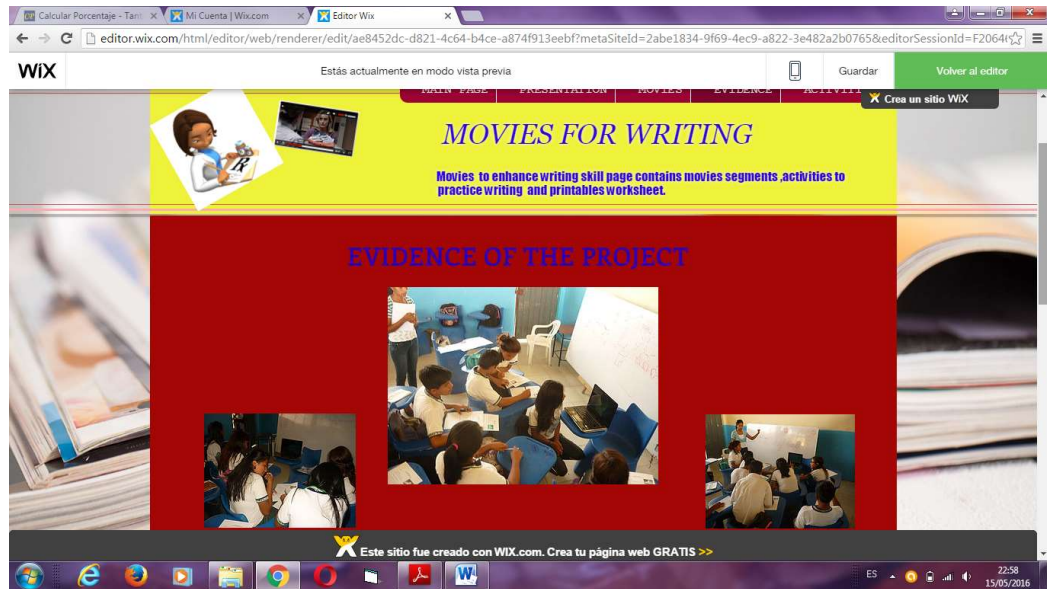 Calcular Porcentaje - Tant
Mi Cuenta | Wix.com
Editor Wix
editor.wix.com/html/editor/web/renderer/edit/ae8452dc-d821-4c64-b4ce-a874f913eebf?metaSiteId=2abe1834-9f69-4ec9-a822-3e482a2b0765&editorSessionId=F2064
WiX
Estás actualmente en modo vista previa
Guardar
Volver al editor
MAIN PAGE PRESENTATION MOVIES EVIDENCE
Crea un sitio WiX
MOVIES FOR WRITING
Movies to enhance writing skill page contains movies segments ,activities to
practice writing and printables worksheet.
EVIDENCE OF THE PROJECT
Este sitio fue creado con WIX.com. Crea tu página web GRATIS >>
ES
22:58
15/05/2016